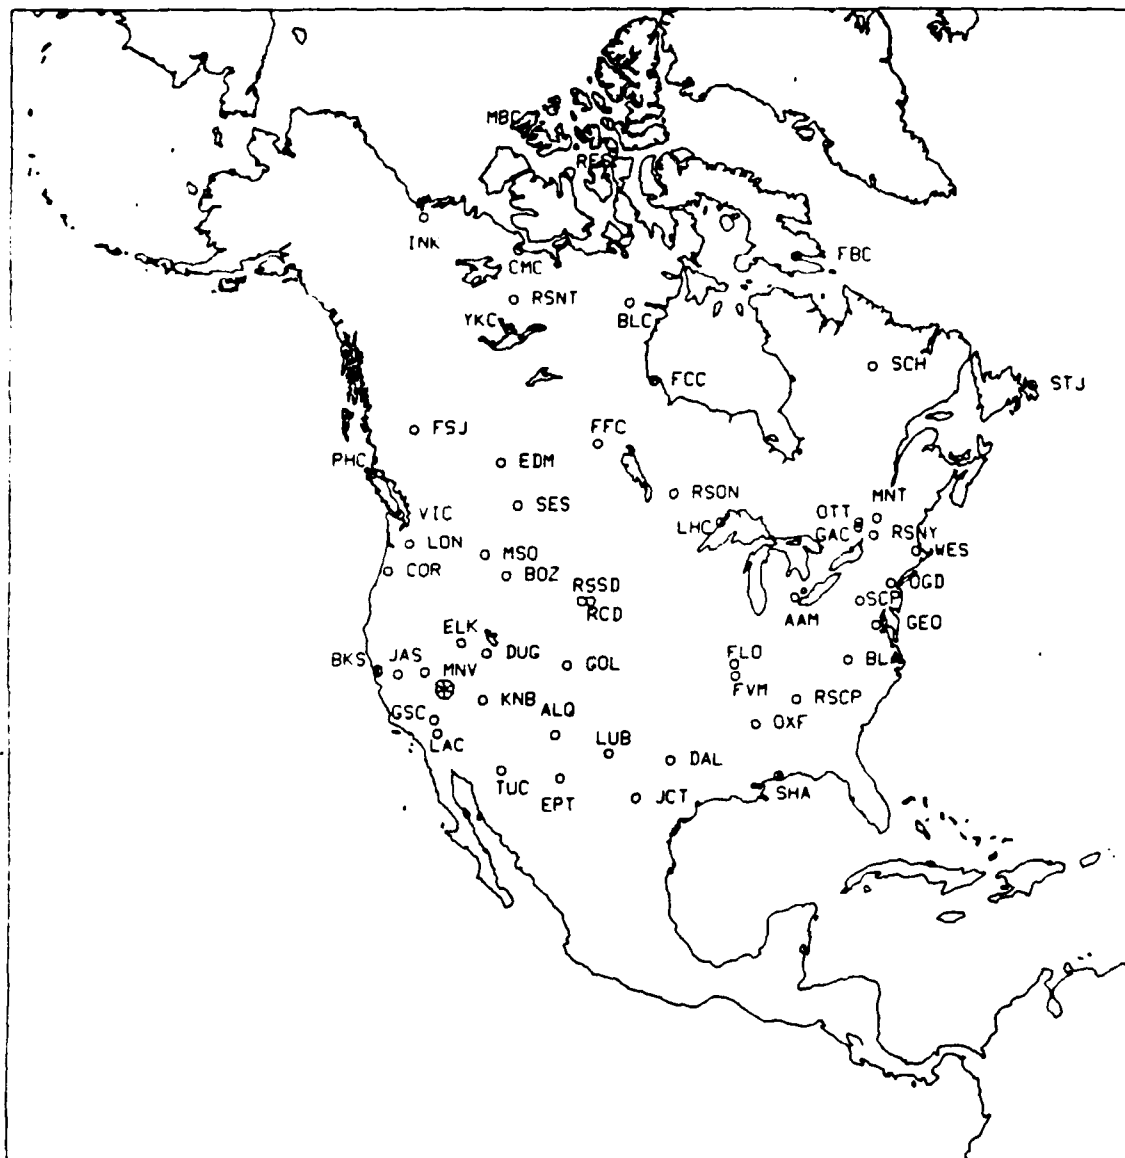 MBC
RES
INK
CMC
FBC
RSNT
YKC
BLC
SCH
FCC
STJ
FSJ
FFC
PHC
EDM
RSON
MNT
SES
VIC
OTT
LHC
GAC
RSNY
LON
MSO
WES
COR
BOZ
RSSD
OGD
RCD
SCP
AAM
GEO
ELK
BKS
JAS
DUG
FLO
BLA
MNV
GOL
FVM
KNB
RSCP
GSC
ALQ
OXF
LAC
LUB
DAL
TUC
EPT
JCT
SHA